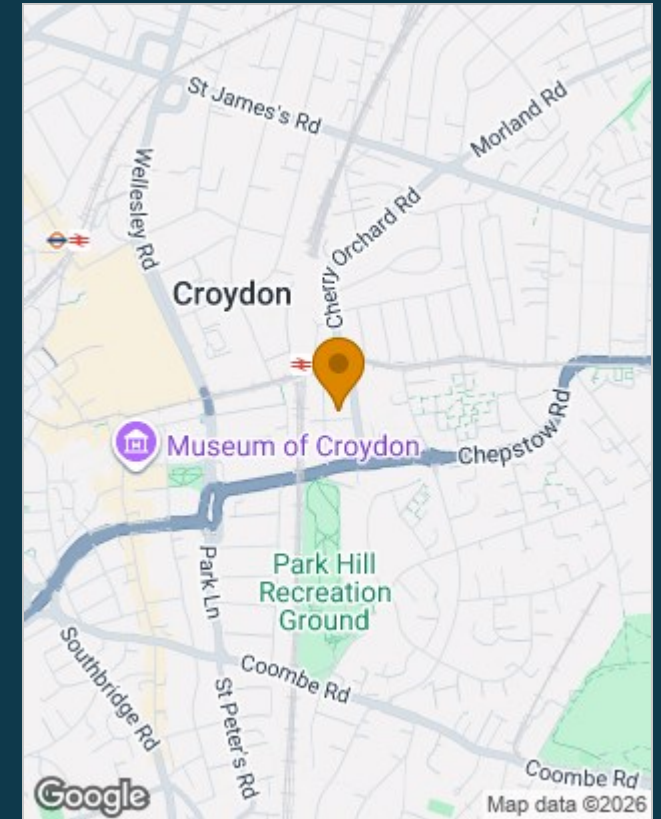 St James's Rd
Morland Rd
Wellesley Rd
Cherry Orchard Rd
Croydon
Museum of Croydon
Chepstow Rd
Park Hill
Recreation
Ground
Park Ln
Southbridge Rd
Coombe Rd
St Peter's Rd
Coombe Rd
Google
Map data ©2026